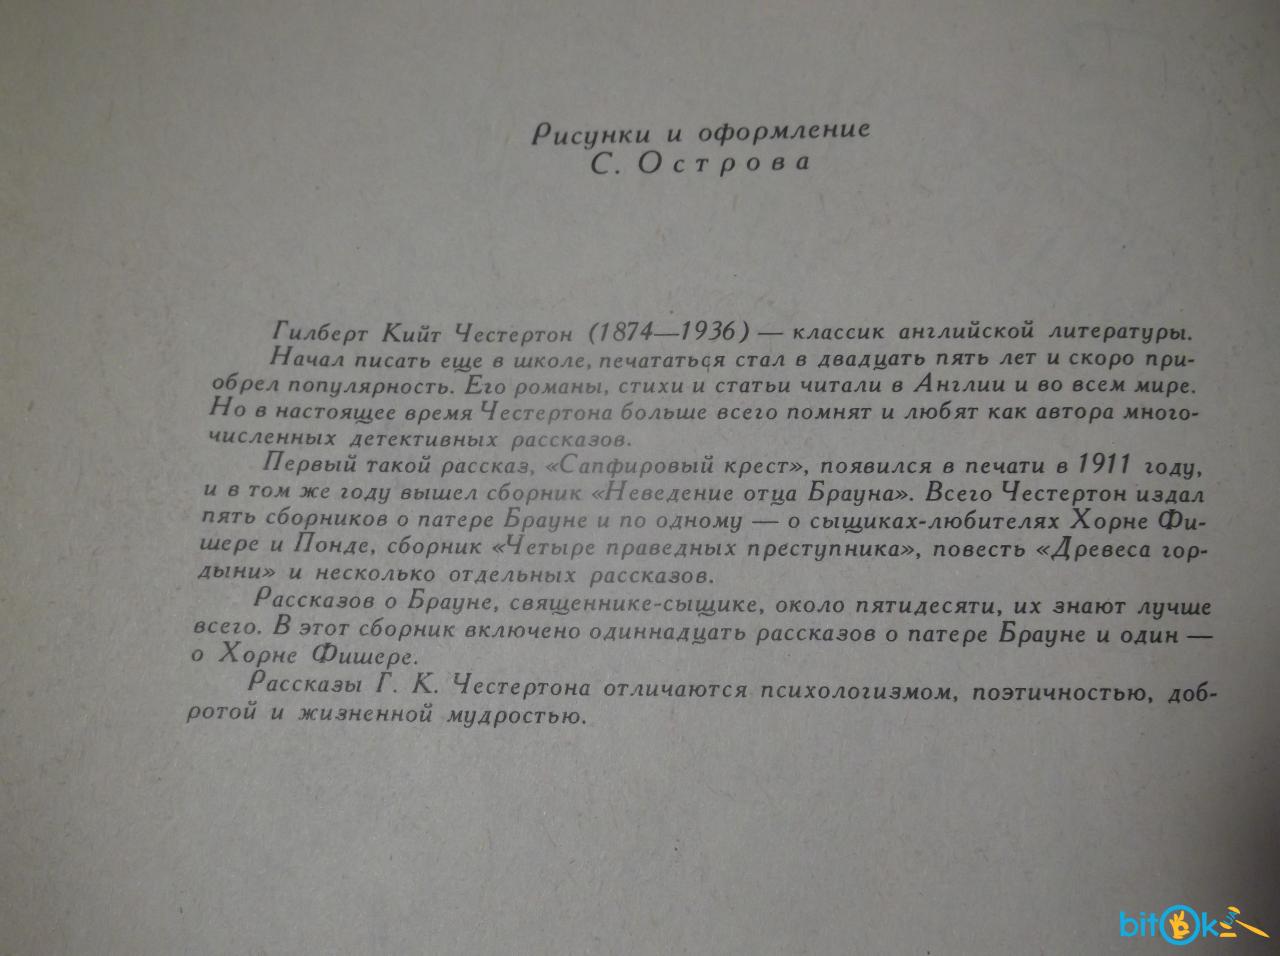 Рисунки и оформление
С. Острова
Гилберт Кийт Честертон (1874—1936) — классик английской литературы.
Начал писать еще в школе, печататься стал в двадцать пять лет и скоро при-
обрел популярность. Его романы, стихи и статьи читали в Англии и во всем мире.
Но в настоящее время Честертона больше всего помнят и любят как автора много-
численных детективных рассказов.
Первый такой рассказ, «Сапфировый крест», появился в печати в 1911 году,
и в том же году вышел сборник «Неведение отца Брауна». Всего Честертон издал
пять сборников о патере Брауне и по одному — о сыщиках-любителях Хорне Фи-
шере и Понде, сборник «Четыре праведных преступника», повесть «Древеса гор-
дыни» и несколько отдельных рассказов.
Рассказов о Брауне, священнике-сыщике, около пятидесяти, их знают лучше
всего. В этот сборник включено одиннадцать рассказов о патере Брауне и один —
о Хорне Фишере.
Рассказы Г. К. Честертона отличаются психологизмом, поэтичностью, доб-
ротой и жизненной мудростью.
bitOk UA